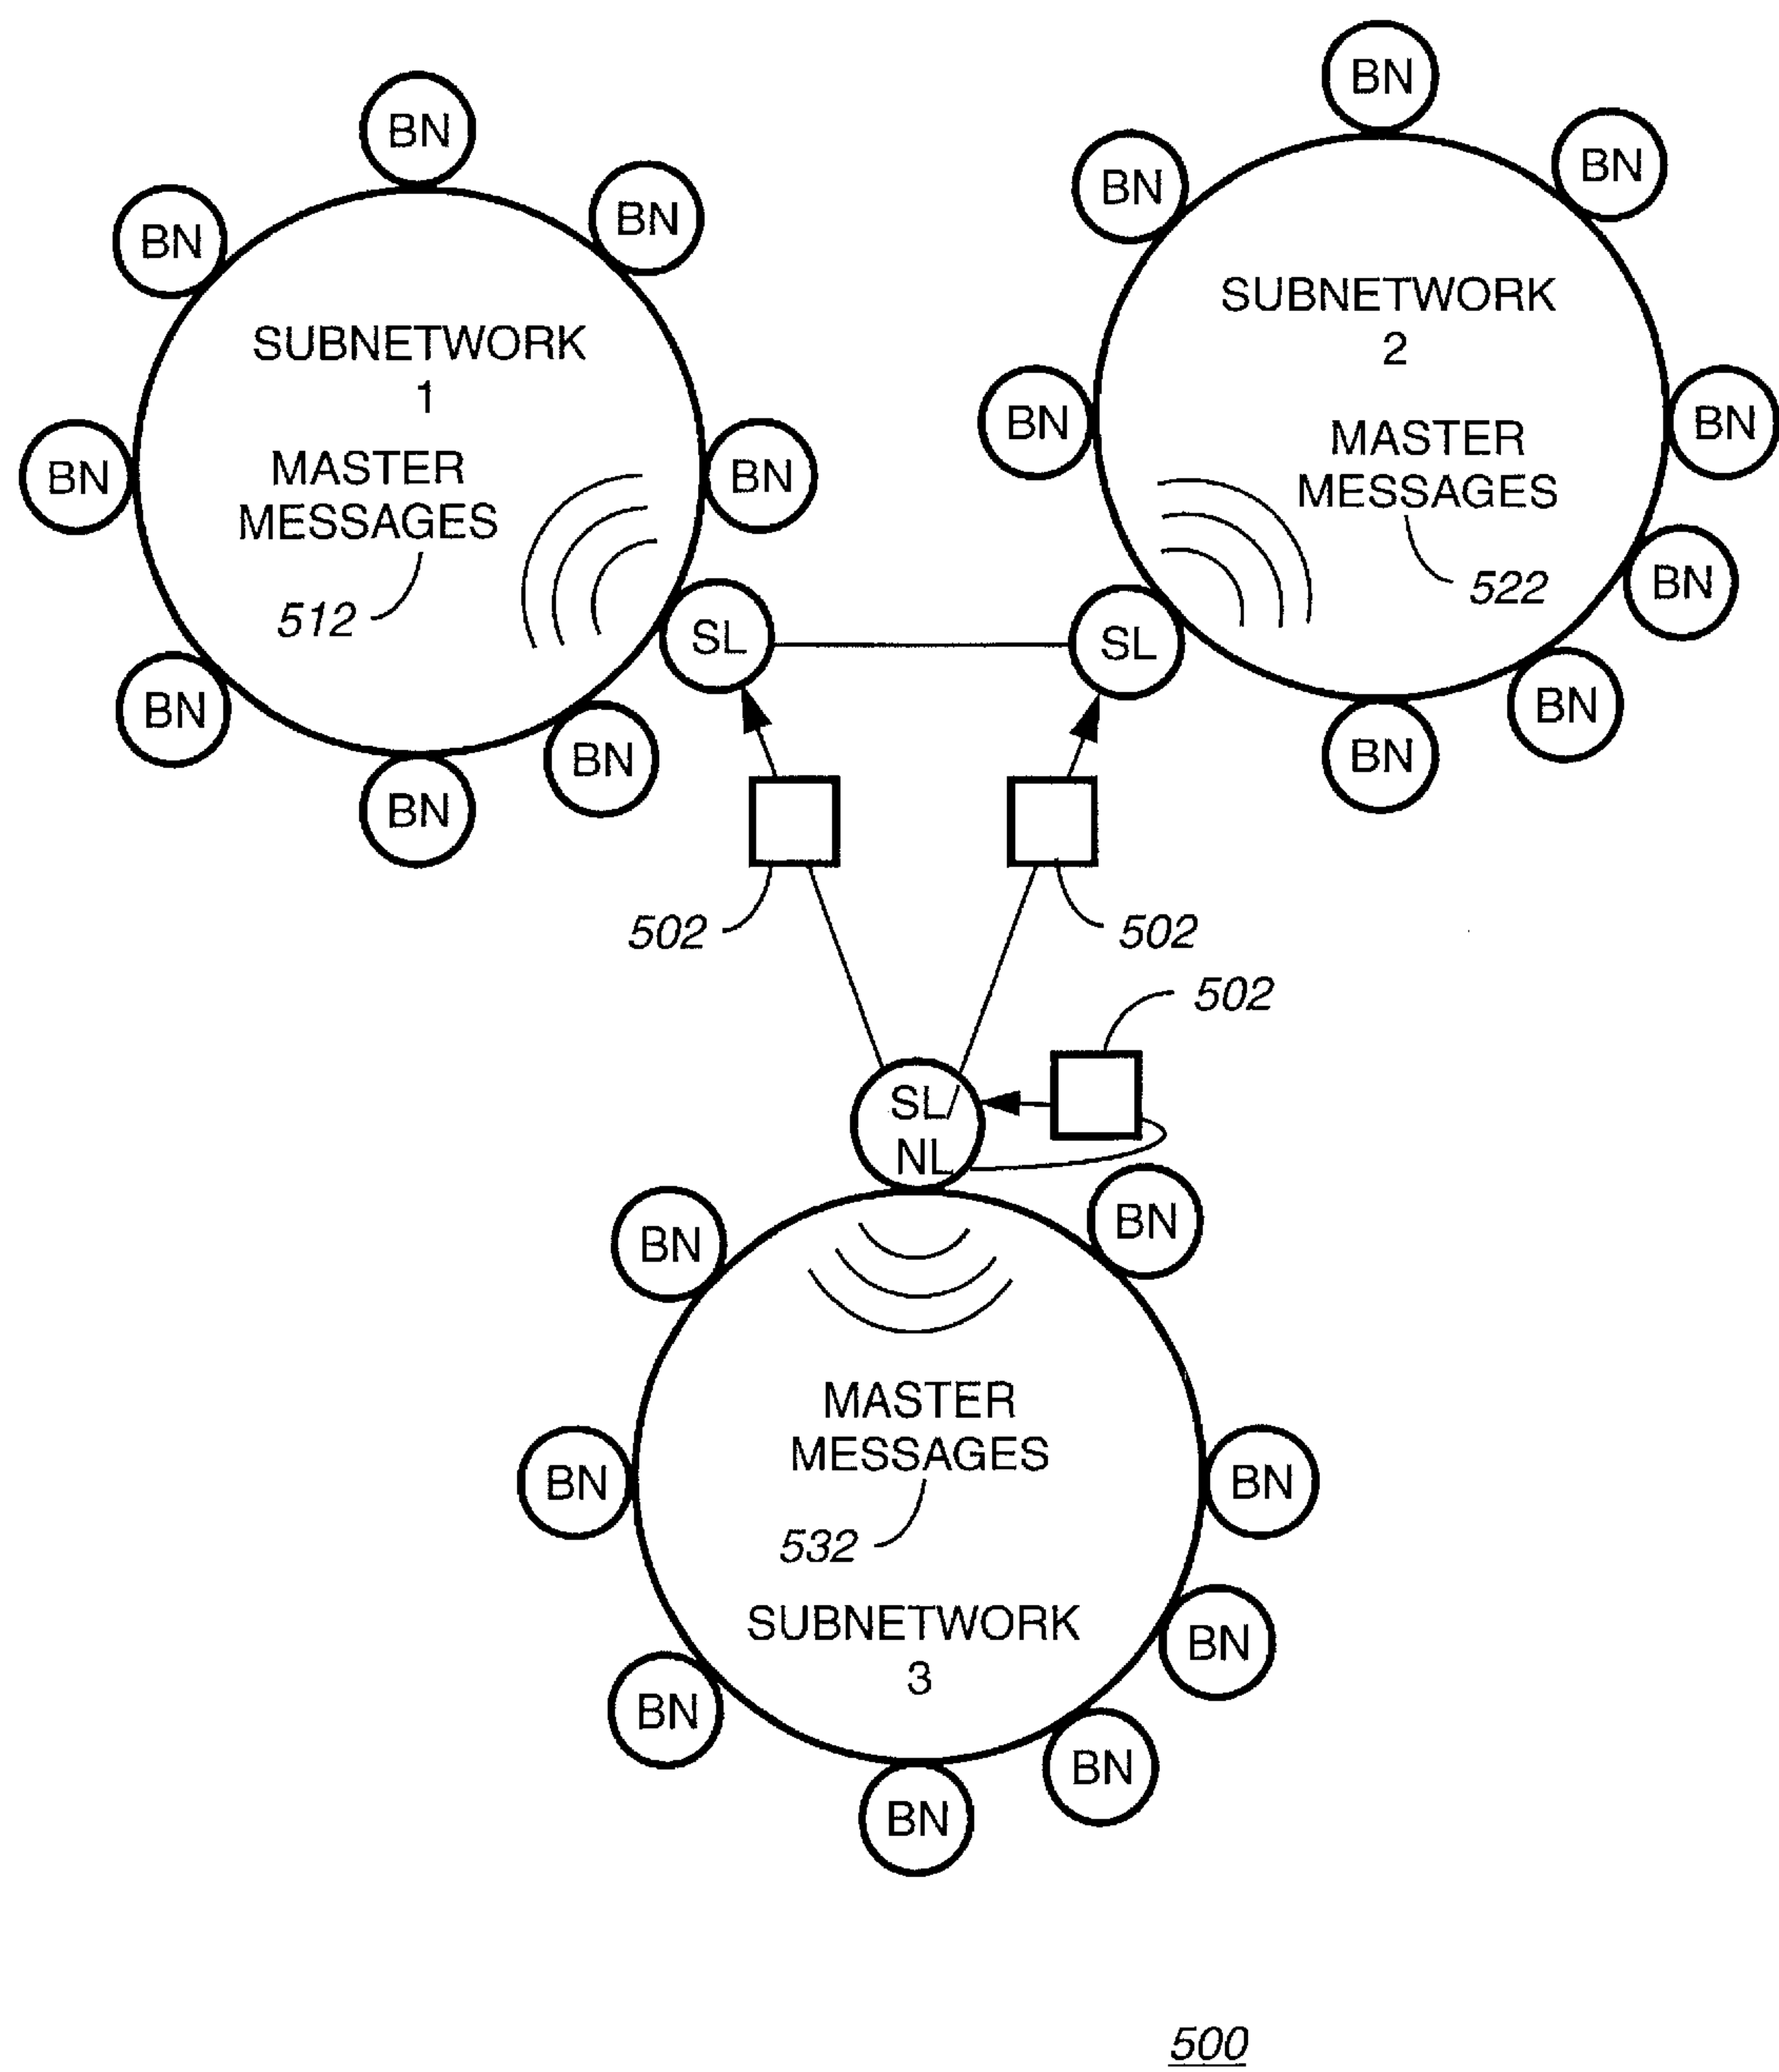 BN
BN
BN
BN
BN
BN
BN
BN
SUBNETWORK
1
MASTER
MESSAGES
512
SL
BN
BN
BN
BN
BN
BN
BN
BN
SUBNETWORK
2
MASTER
MESSAGES
522
SL
502
502
502
SL/
NL
BN
BN
BN
BN
BN
BN
BN
BN
MASTER
MESSAGES
532
SUBNETWORK
3
500